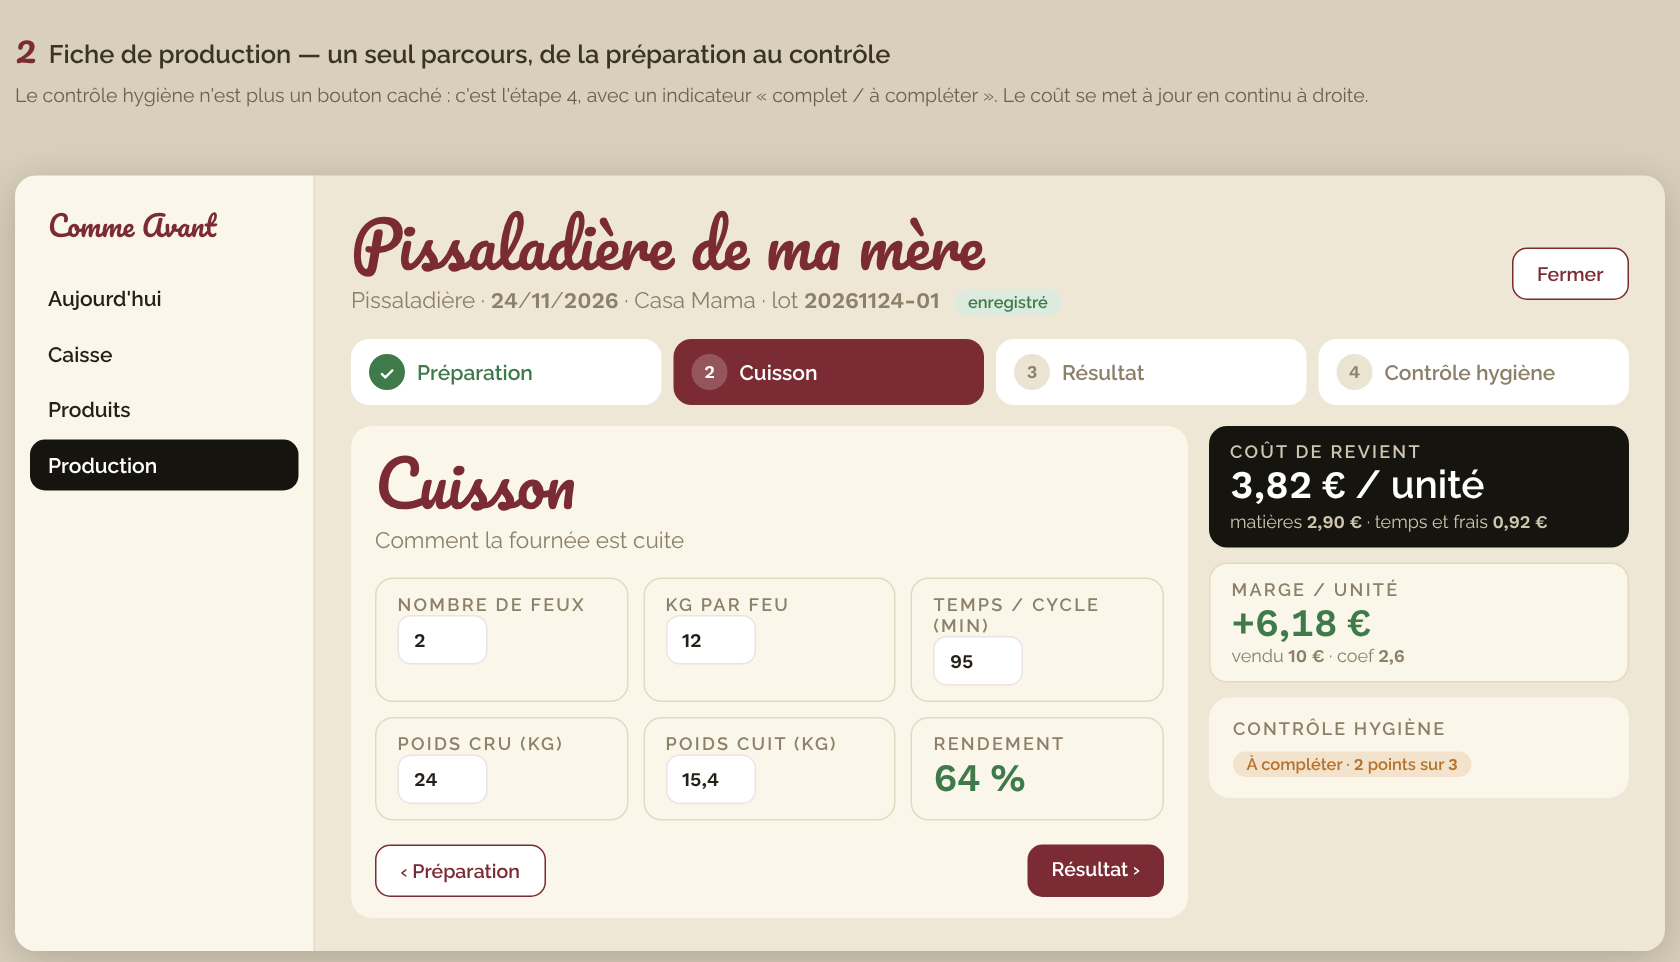 2 Fiche de production — un seul parcours, de la préparation au contrôle
Le contrôle hygiène n'est plus un bouton caché : c'est l'étape 4, avec un indicateur « complet / à compléter ». Le coût se met à jour en continu à droite.
Comme Avant
Aujourd'hui
Caisse
Produits
Production
Pissaladière de ma mère
Pissaladière · 24/11/2026 · Casa Mama · lot 20261124-01 enregistré
Fermer
Préparation
2 Cuisson
3 Résultat
4 Contrôle hygiène
Cuisson
Comment la fournée est cuite
NOMBRE DE FEUX
2
KG PAR FEU
12
TEMPS / CYCLE
(MIN)
95
POIDS CRU (KG)
24
POIDS CUIT (KG)
15,4
RENDEMENT
64 %
‹ Préparation
Résultat ›
COÛT DE REVIENT
3,82 € / unité
matières 2,90 € · temps et frais 0,92 €
MARGE / UNITÉ
+6,18 €
vendu 10 € · coef 2,6
CONTRÔLE HYGIÈNE
À compléter · 2 points sur 3